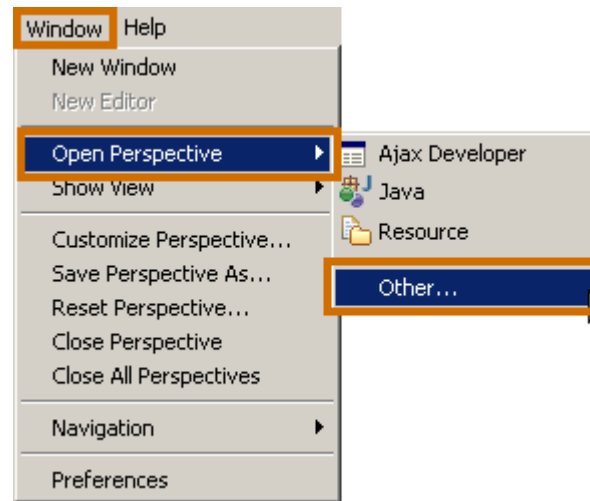 Window Help
New Window
New Editor
Open Perspective
Show View
Customize Perspective...
Save Perspective As...
Reset Perspective...
Close Perspective
Close All Perspectives
Navigation
Preferences
Ajax Developer
Java
Resource
Other...